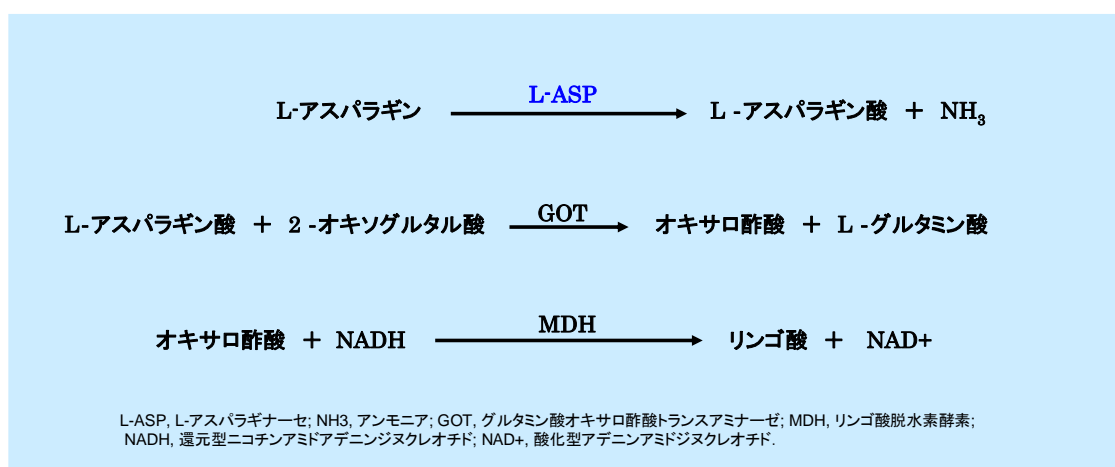 L-ASP
L-アスパラギン L-アスパラギン酸 + NH3
GOT
L-アスパラギン酸 + 2-オキソグルタル酸 オキサロ酢酸 + L-グルタミン酸
MDH
オキサロ酢酸 + NADH リンゴ酸 + NAD+
L-ASP, L-アスパラギナーセ; NH3, アンモニア; GOT, グルタミン酸オキサロ酢酸トランスアミナーゼ; MDH, リンゴ酸脱水素酵素;
NADH, 還元型ニコチンアミドアデニンジヌクレオチド; NAD+, 酸化型アデニンアミドジヌクレオチド.